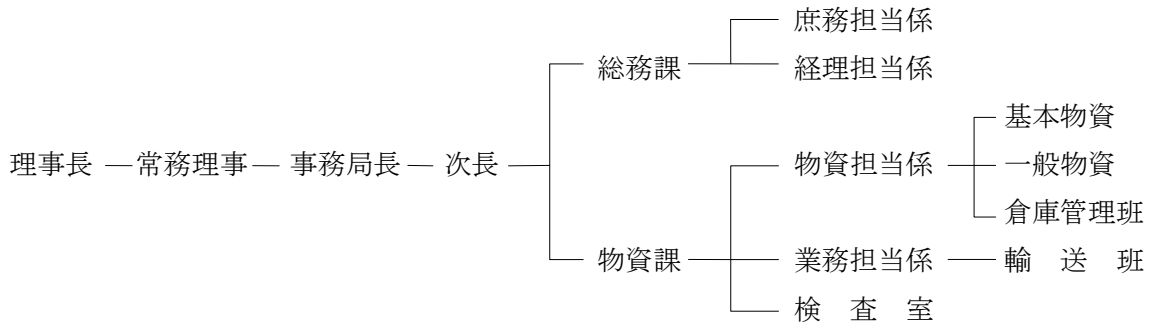 庶務担当係
総務課
経理担当係
基本物資
理事長
常務理事
事務局長
次長
物資担当係
一般物資
倉庫管理班
物資課
業務担当係
輸送班
検査室